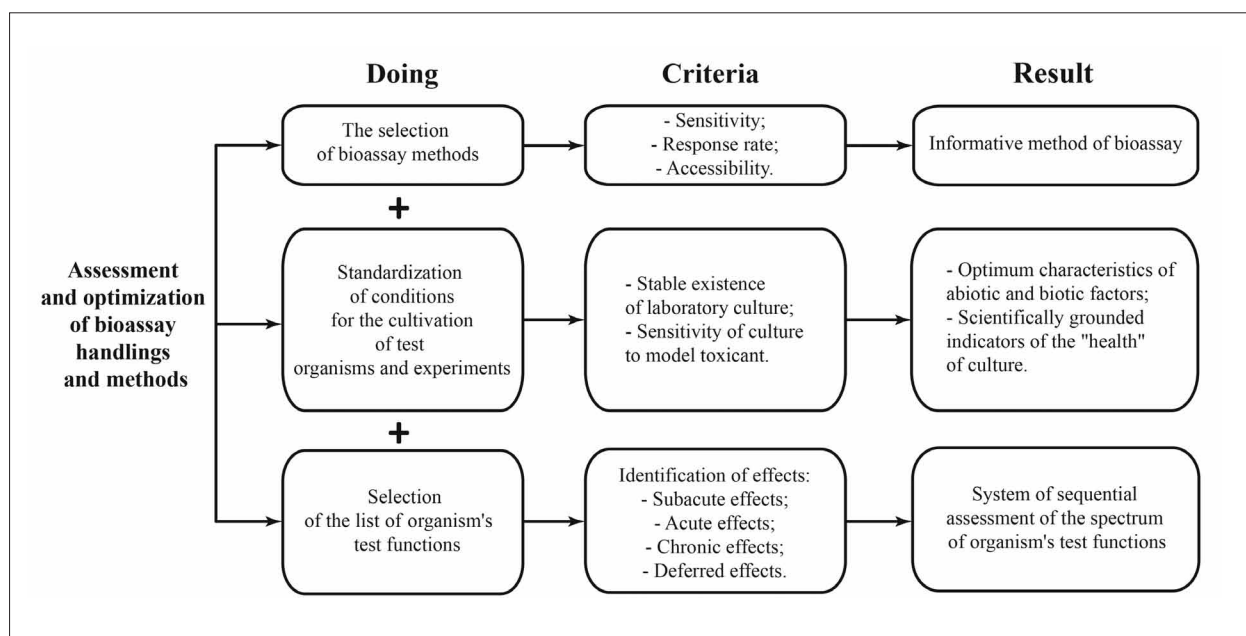 Doing
Criteria
Result
Assessment
and optimization
of bioassay
handlings
and methods
The selection
of bioassay methods
- Sensitivity;
- Response rate;
- Accessibility.
Informative method of bioassay
+
Standardization
of conditions
for the cultivation
of test
organisms and experiments
- Stable existence
of laboratory culture;
- Sensitivity of culture
to model toxicant.
- Optimum characteristics of
abiotic and biotic factors;
- Scientifically grounded
indicators of the "health"
of culture.
+
Selection
of the list of organism's
test functions
Identification of effects:
- Subacute effects;
- Acute effects;
- Chronic effects;
- Deferred effects.
System of sequential
assessment of the spectrum
of organism's test functions